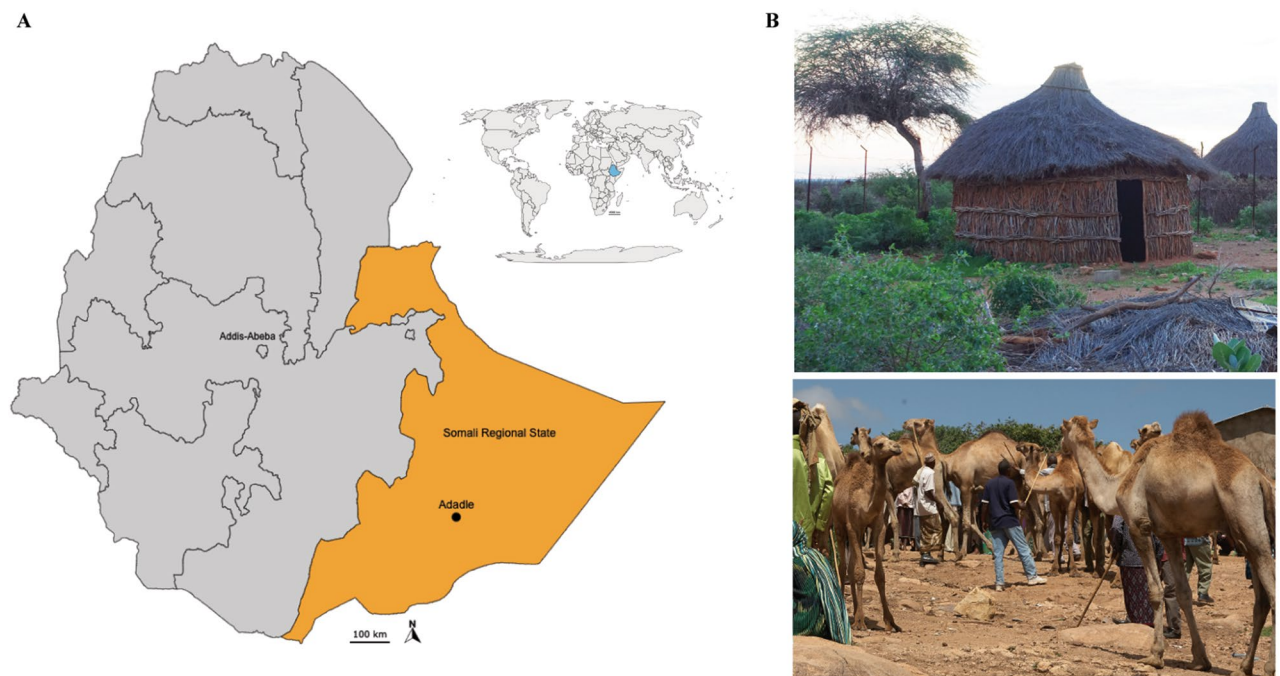 A
B
Addis-Abeba
Somali Regional State
Adadle
100 km
N